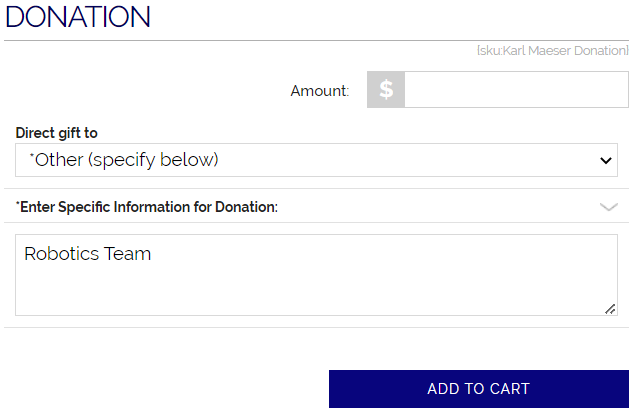 DONATION
{sku:Karl Maeser Donation}
Amount: $
Direct gift to
*Other (specify below)
*Enter Specific Information for Donation:
Robotics Team
ADD TO CART